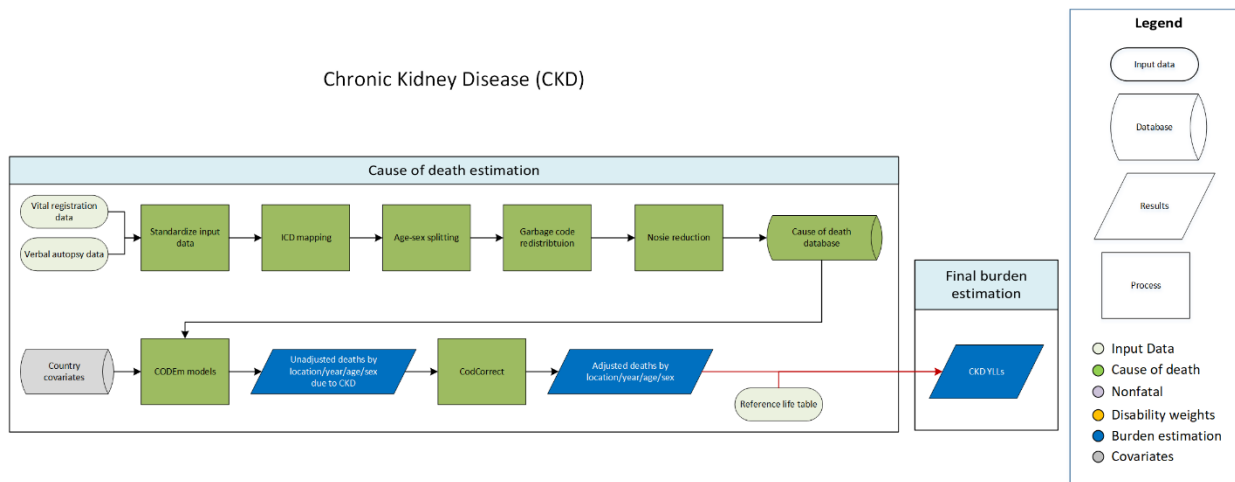 Chronic Kidney Disease (CKD)
Cause of death estimation
Vital registration
data
Verbal autopsy data
Standardize input
data
ICD mapping
Age-sex splitting
Garbage code
redistribtuion
Nosie reduction
Cause of death
database
Country
covariates
CODEm models
Unadjusted deaths by
location/year/age/sex
due to CKD
CodCorrect
Adjusted deaths by
location/year/age/sex
Reference life table
Final burden
estimation
CKD YLLs
Legend
Input data
Database
Results
Process
Input Data
Cause of death
Nonfatal
Disability weights
Burden estimation
Covariates